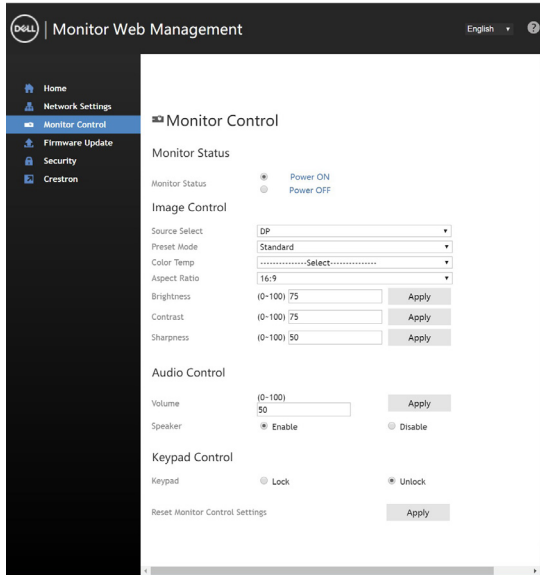 DELL | Monitor Web Management
English
?
Home
Network Settings
Monitor Control
Firmware Update
Security
Crestron
Monitor Control
Monitor Status
Monitor Status Power ON
Power OFF
Image Control
Source Select DP
Preset Mode Standard
Color Temp ---------------Select---------------
Aspect Ratio 16:9
Brightness (0~100) 75 Apply
Contrast (0~100) 75 Apply
Sharpness (0~100) 50 Apply
Audio Control
(0~100)
Volume 50 Apply
Speaker Enable Disable
Keypad Control
Keypad Lock Unlock
Reset Monitor Control Settings Apply